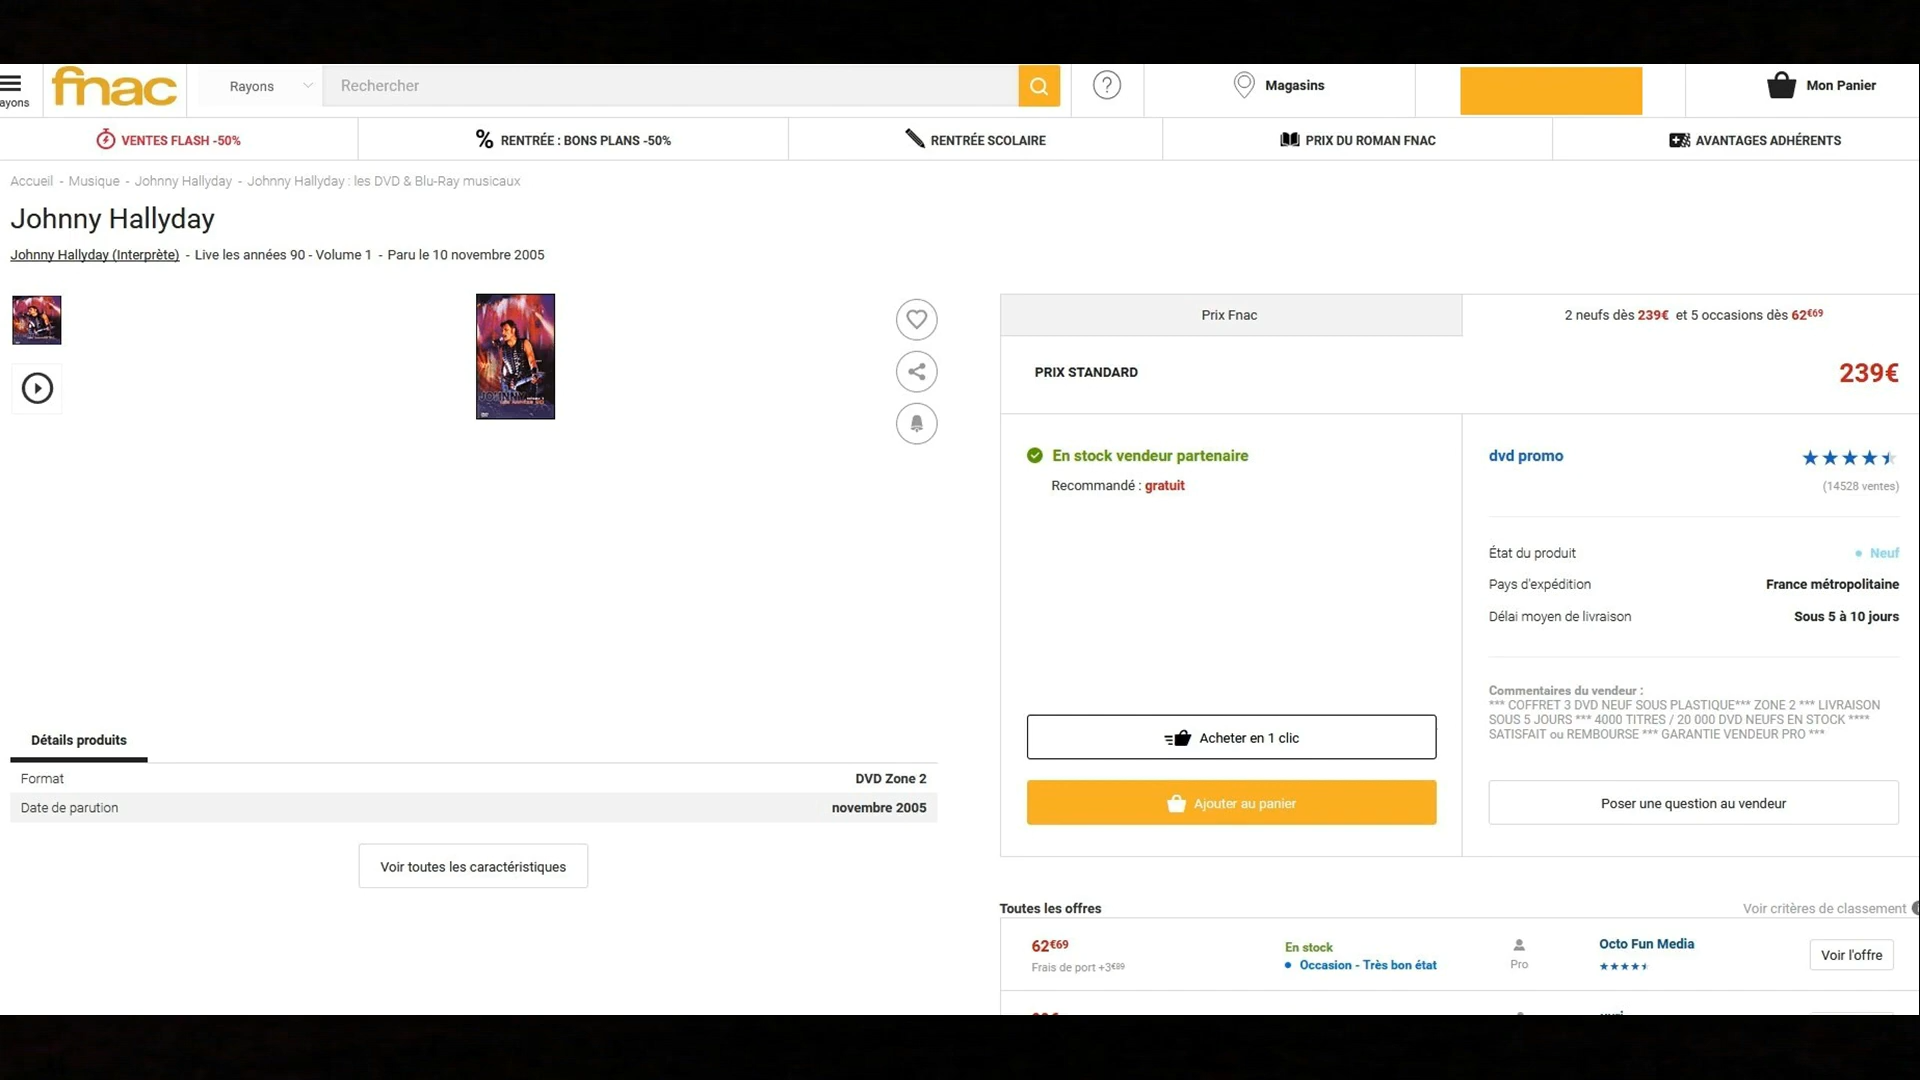 ayons
fnac
Rayons
Rechercher
Magasins
Mon Panier
VENTES FLASH -50%
RENTRÉE : BONS PLANS -50%
RENTRÉE SCOLAIRE
PRIX DU ROMAN FNAC
AVANTAGES ADHÉRENTS
Accueil - Musique - Johnny Hallyday - Johnny Hallyday : les DVD & Blu-Ray musicaux
Johnny Hallyday
Johnny Hallyday (Interprète) - Live les années 90 - Volume 1 - Paru le 10 novembre 2005
Prix Fnac
2 neufs dès 239€ et 5 occasions dès 62€69
PRIX STANDARD
239€
En stock vendeur partenaire
Recommandé : gratuit
dvd promo
(14528 ventes)
État du produit
Neuf
Pays d'expédition
France métropolitaine
Délai moyen de livraison
Sous 5 à 10 jours
Commentaires du vendeur :
*** COFFRET 3 DVD NEUF SOUS PLASTIQUE*** ZONE 2 *** LIVRAISON
SOUS 5 JOURS *** 4000 TITRES / 20 000 DVD NEUFS EN STOCK ****
SATISFAIT ou REMBOURSE *** GARANTIE VENDEUR PRO ***
Acheter en 1 clic
Ajouter au panier
Poser une question au vendeur
Détails produits
Format
DVD Zone 2
Date de parution
novembre 2005
Voir toutes les caractéristiques
Toutes les offres
Voir critères de classement
62€69
Frais de port +3€89
En stock
Occasion - Très bon état
Pro
Octo Fun Media
Voir l'offre